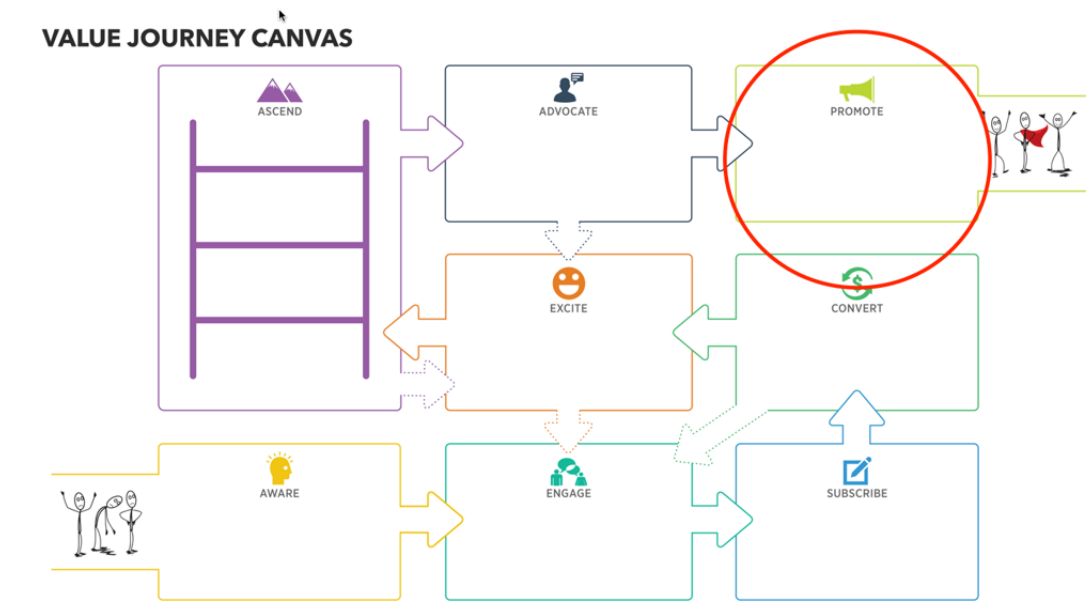 VALUE JOURNEY CANVAS
ASCEND
ADVOCATE
PROMOTE
EXCITE
CONVERT
AWARE
ENGAGE
SUBSCRIBE